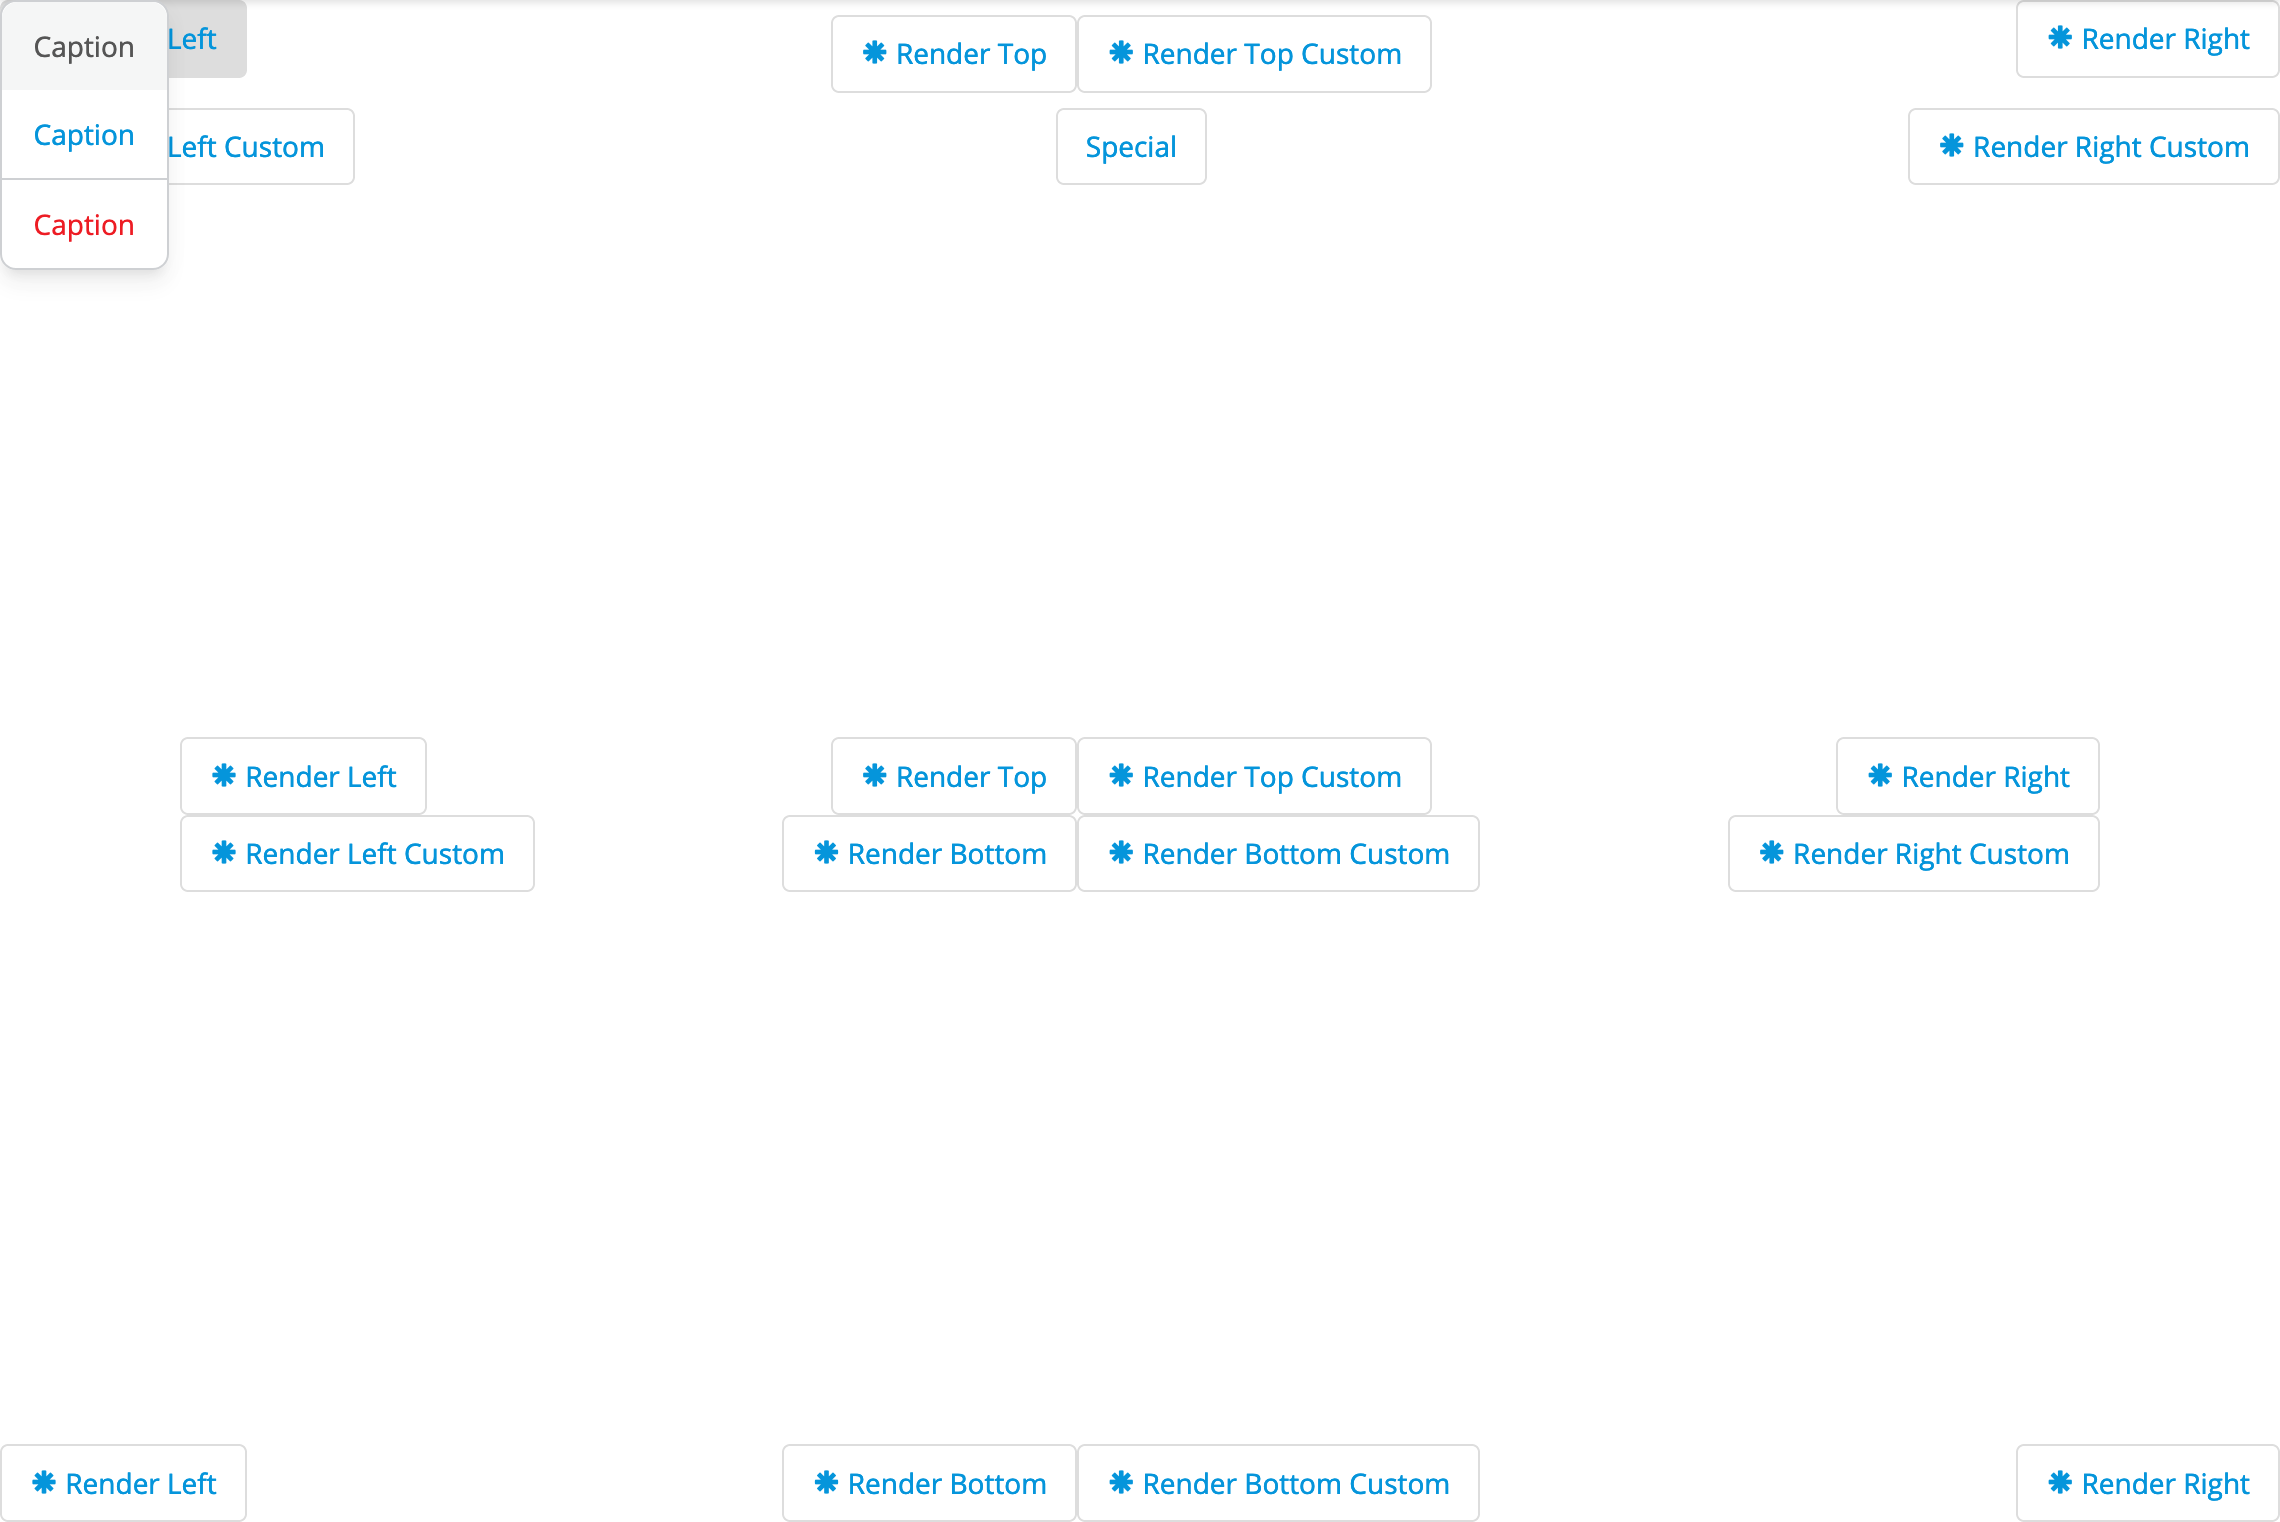 Caption
Left
Render Top
Render Top Custom
Render Right
Caption
Left Custom
Special
Render Right Custom
Caption
Render Left
Render Top
Render Top Custom
Render Right
Render Left Custom
Render Bottom
Render Bottom Custom
Render Right Custom
Render Left
Render Bottom
Render Bottom Custom
Render Right